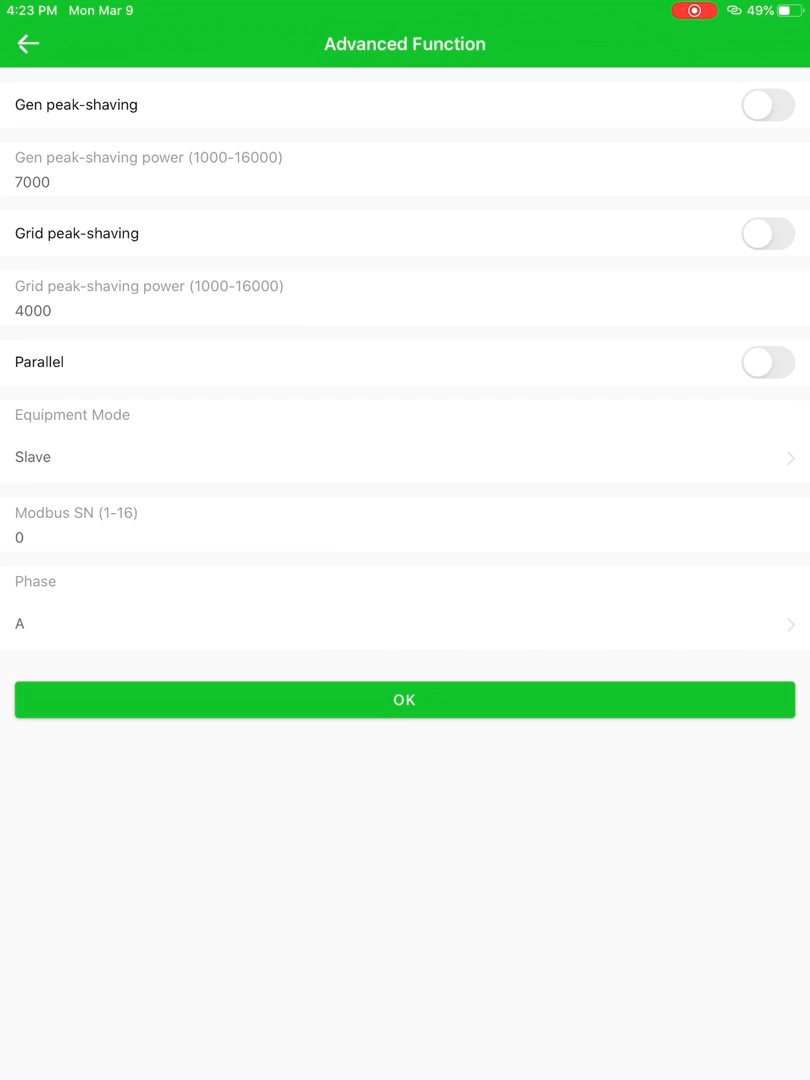 4:23 PM Mon Mar 9 49%
Advanced Function
Gen peak-shaving
Gen peak-shaving power (1000-16000)
7000
Grid peak-shaving
Grid peak-shaving power (1000-16000)
4000
Parallel
Equipment Mode
Slave
Modbus SN (1-16)
0
Phase
A
OK